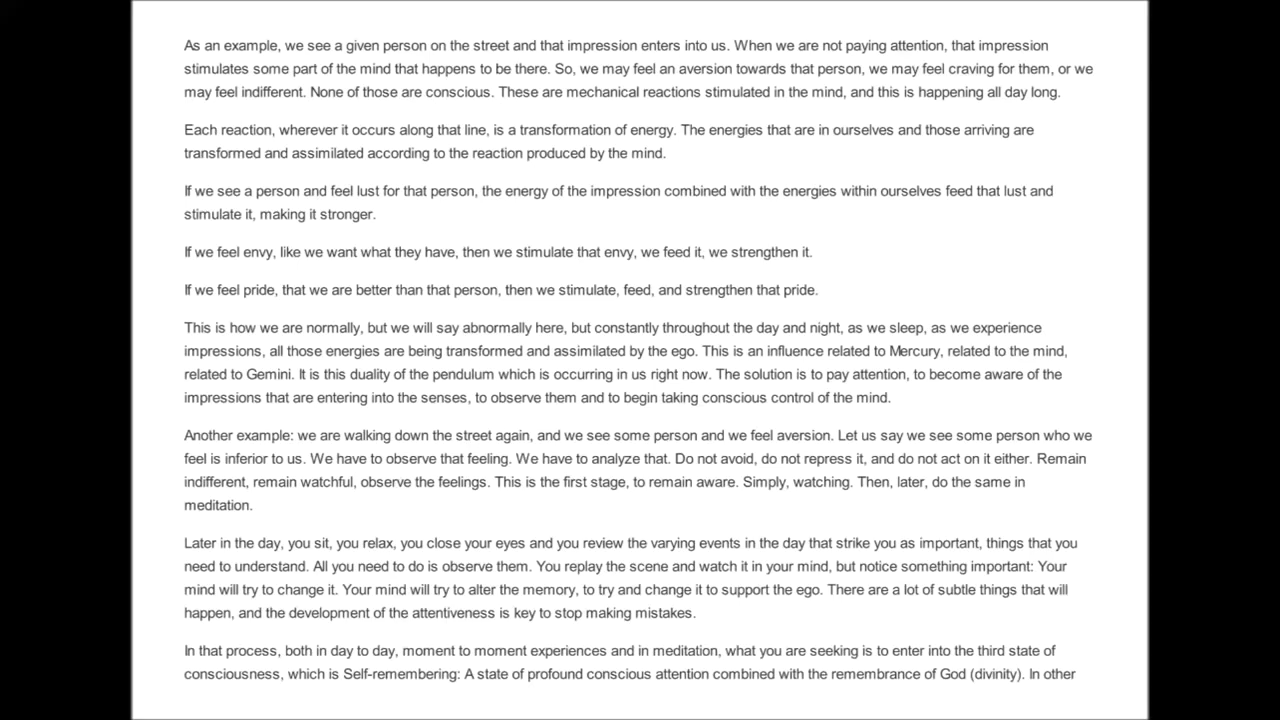 As an example, we see a given person on the street and that impression enters into us. When we are not paying attention, that impression
stimulates some part of the mind that happens to be there. So, we may feel an aversion towards that person, we may feel craving for them, or we
may feel indifferent. None of those are conscious. These are mechanical reactions stimulated in the mind, and this is happening all day long.
Each reaction, wherever it occurs along that line, is a transformation of energy. The energies that are in ourselves and those arriving are
transformed and assimilated according to the reaction produced by the mind.
If we see a person and feel lust for that person, the energy of the impression combined with the energies within ourselves feed that lust and
stimulate it, making it stronger.
If we feel envy, like we want what they have, then we stimulate that envy, we feed it, we strengthen it.
If we feel pride, that we are better than that person, then we stimulate, feed, and strengthen that pride.
This is how we are normally, but we will say abnormally here, but constantly throughout the day and night, as we sleep, as we experience
impressions, all those energies are being transformed and assimilated by the ego. This is an influence related to Mercury, related to the mind,
related to Gemini. It is this duality of the pendulum which is occurring in us right now. The solution is to pay attention, to become aware of the
impressions that are entering into the senses, to observe them and to begin taking conscious control of the mind.
Another example: we are walking down the street again, and we see some person and we feel aversion. Let us say we see some person who we
feel is inferior to us. We have to observe that feeling. We have to analyze that. Do not avoid, do not repress it, and do not act on it either. Remain
indifferent, remain watchful, observe the feelings. This is the first stage, to remain aware. Simply, watching. Then, later, do the same in
meditation.
Later in the day, you sit, you relax, you close your eyes and you review the varying events in the day that strike you as important, things that you
need to understand. All you need to do is observe them. You replay the scene and watch it in your mind, but notice something important: Your
mind will try to change it. Your mind will try to alter the memory, to try and change it to support the ego. There are a lot of subtle things that will
happen, and the development of the attentiveness is key to stop making mistakes.
In that process, both in day to day, moment to moment experiences and in meditation, what you are seeking is to enter into the third state of
consciousness, which is Self-remembering: A state of profound conscious attention combined with the remembrance of God (divinity). In other